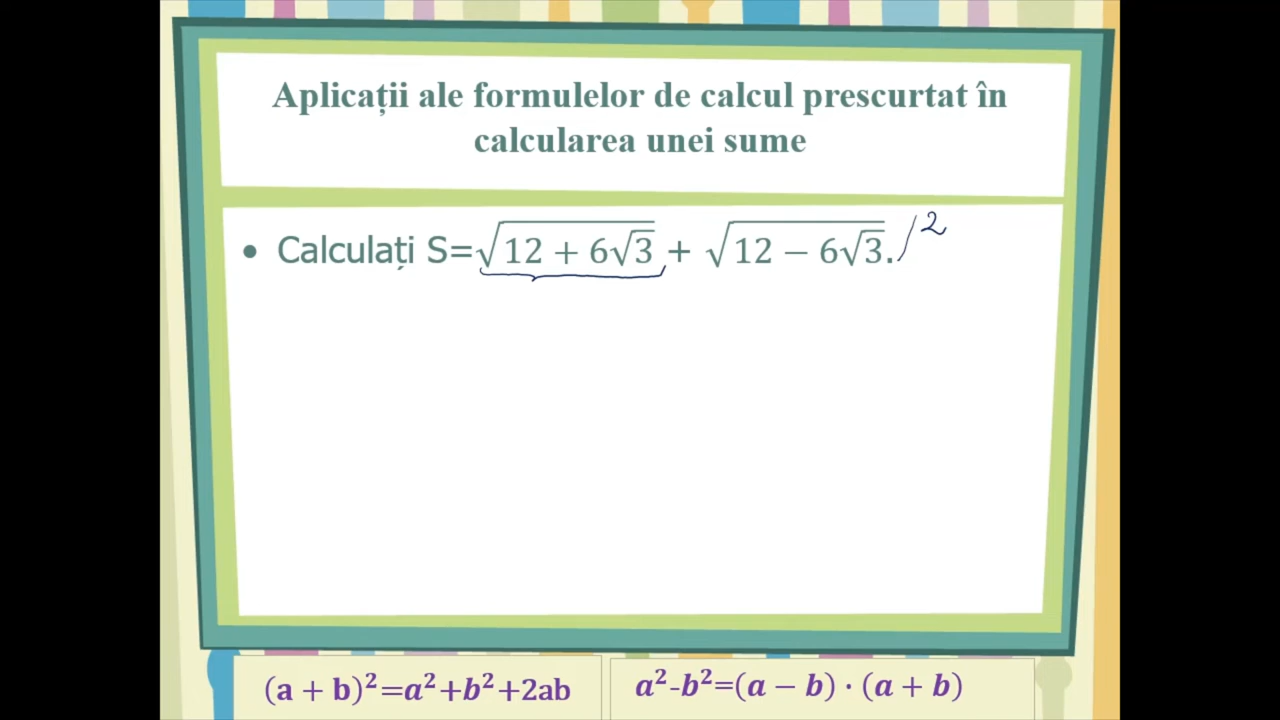 Aplicații ale formulelor de calcul prescurtat în
calcularea unei sume
• Calculați S=√(12 + 6√3) + √(12 − 6√3). /²
(a + b)²=a²+b²+2ab
a²-b²=(a − b) · (a + b)